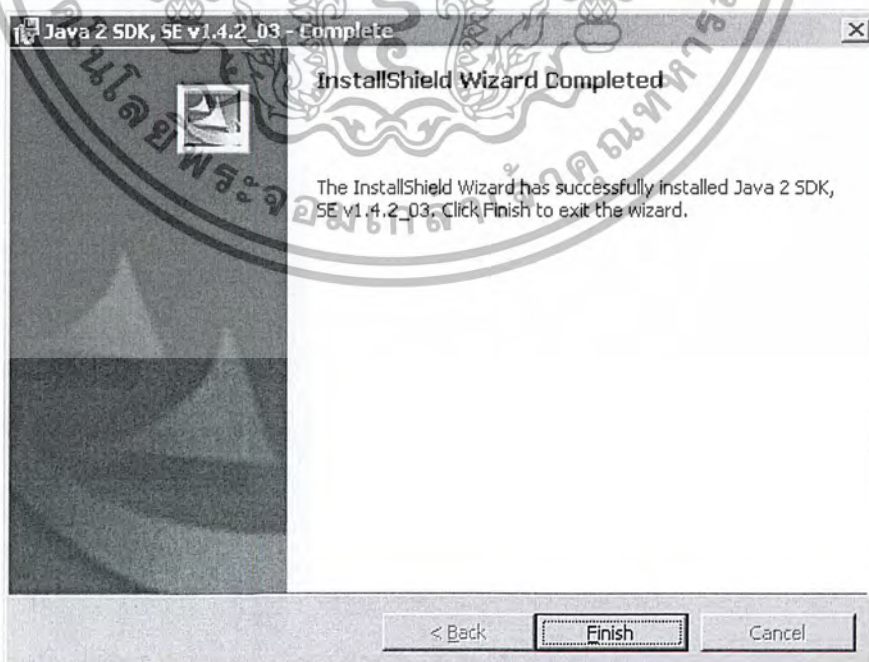 Java 2 SDK, SE v1.4.2_03 - Complete
InstallShield Wizard Completed
The InstallShield Wizard has successfully installed Java 2 SDK,
SE v1.4.2_03. Click Finish to exit the wizard.
< Back
Finish
Cancel